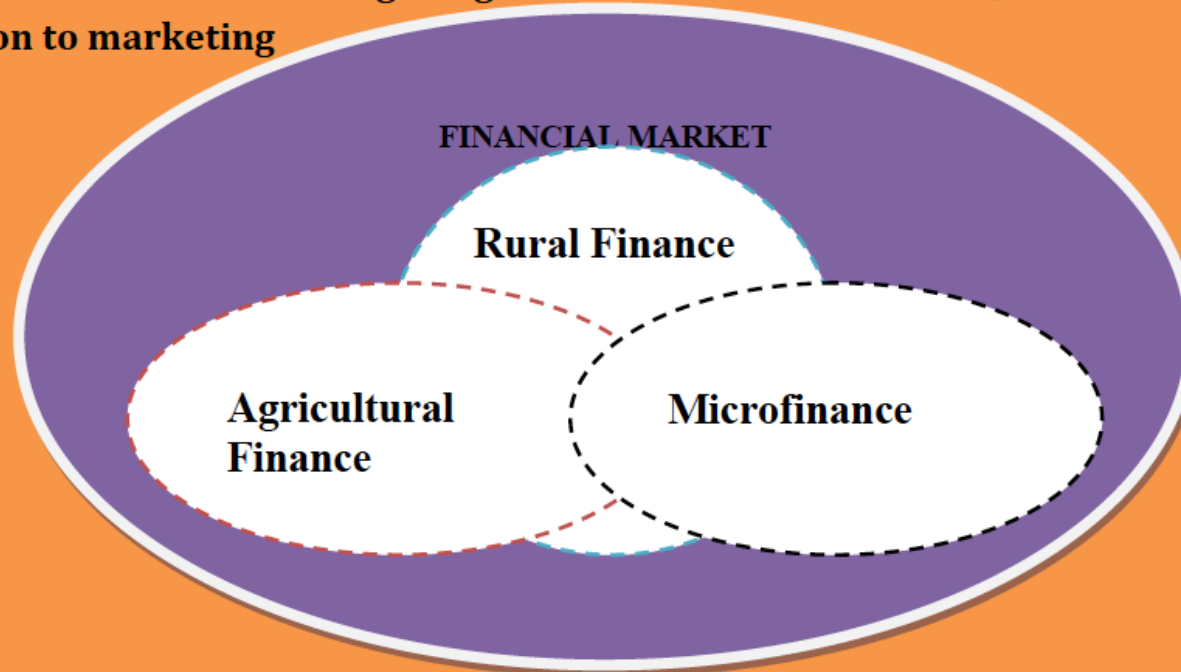 on to marketing
FINANCIAL MARKET
Rural Finance
Agricultural
Finance
Microfinance